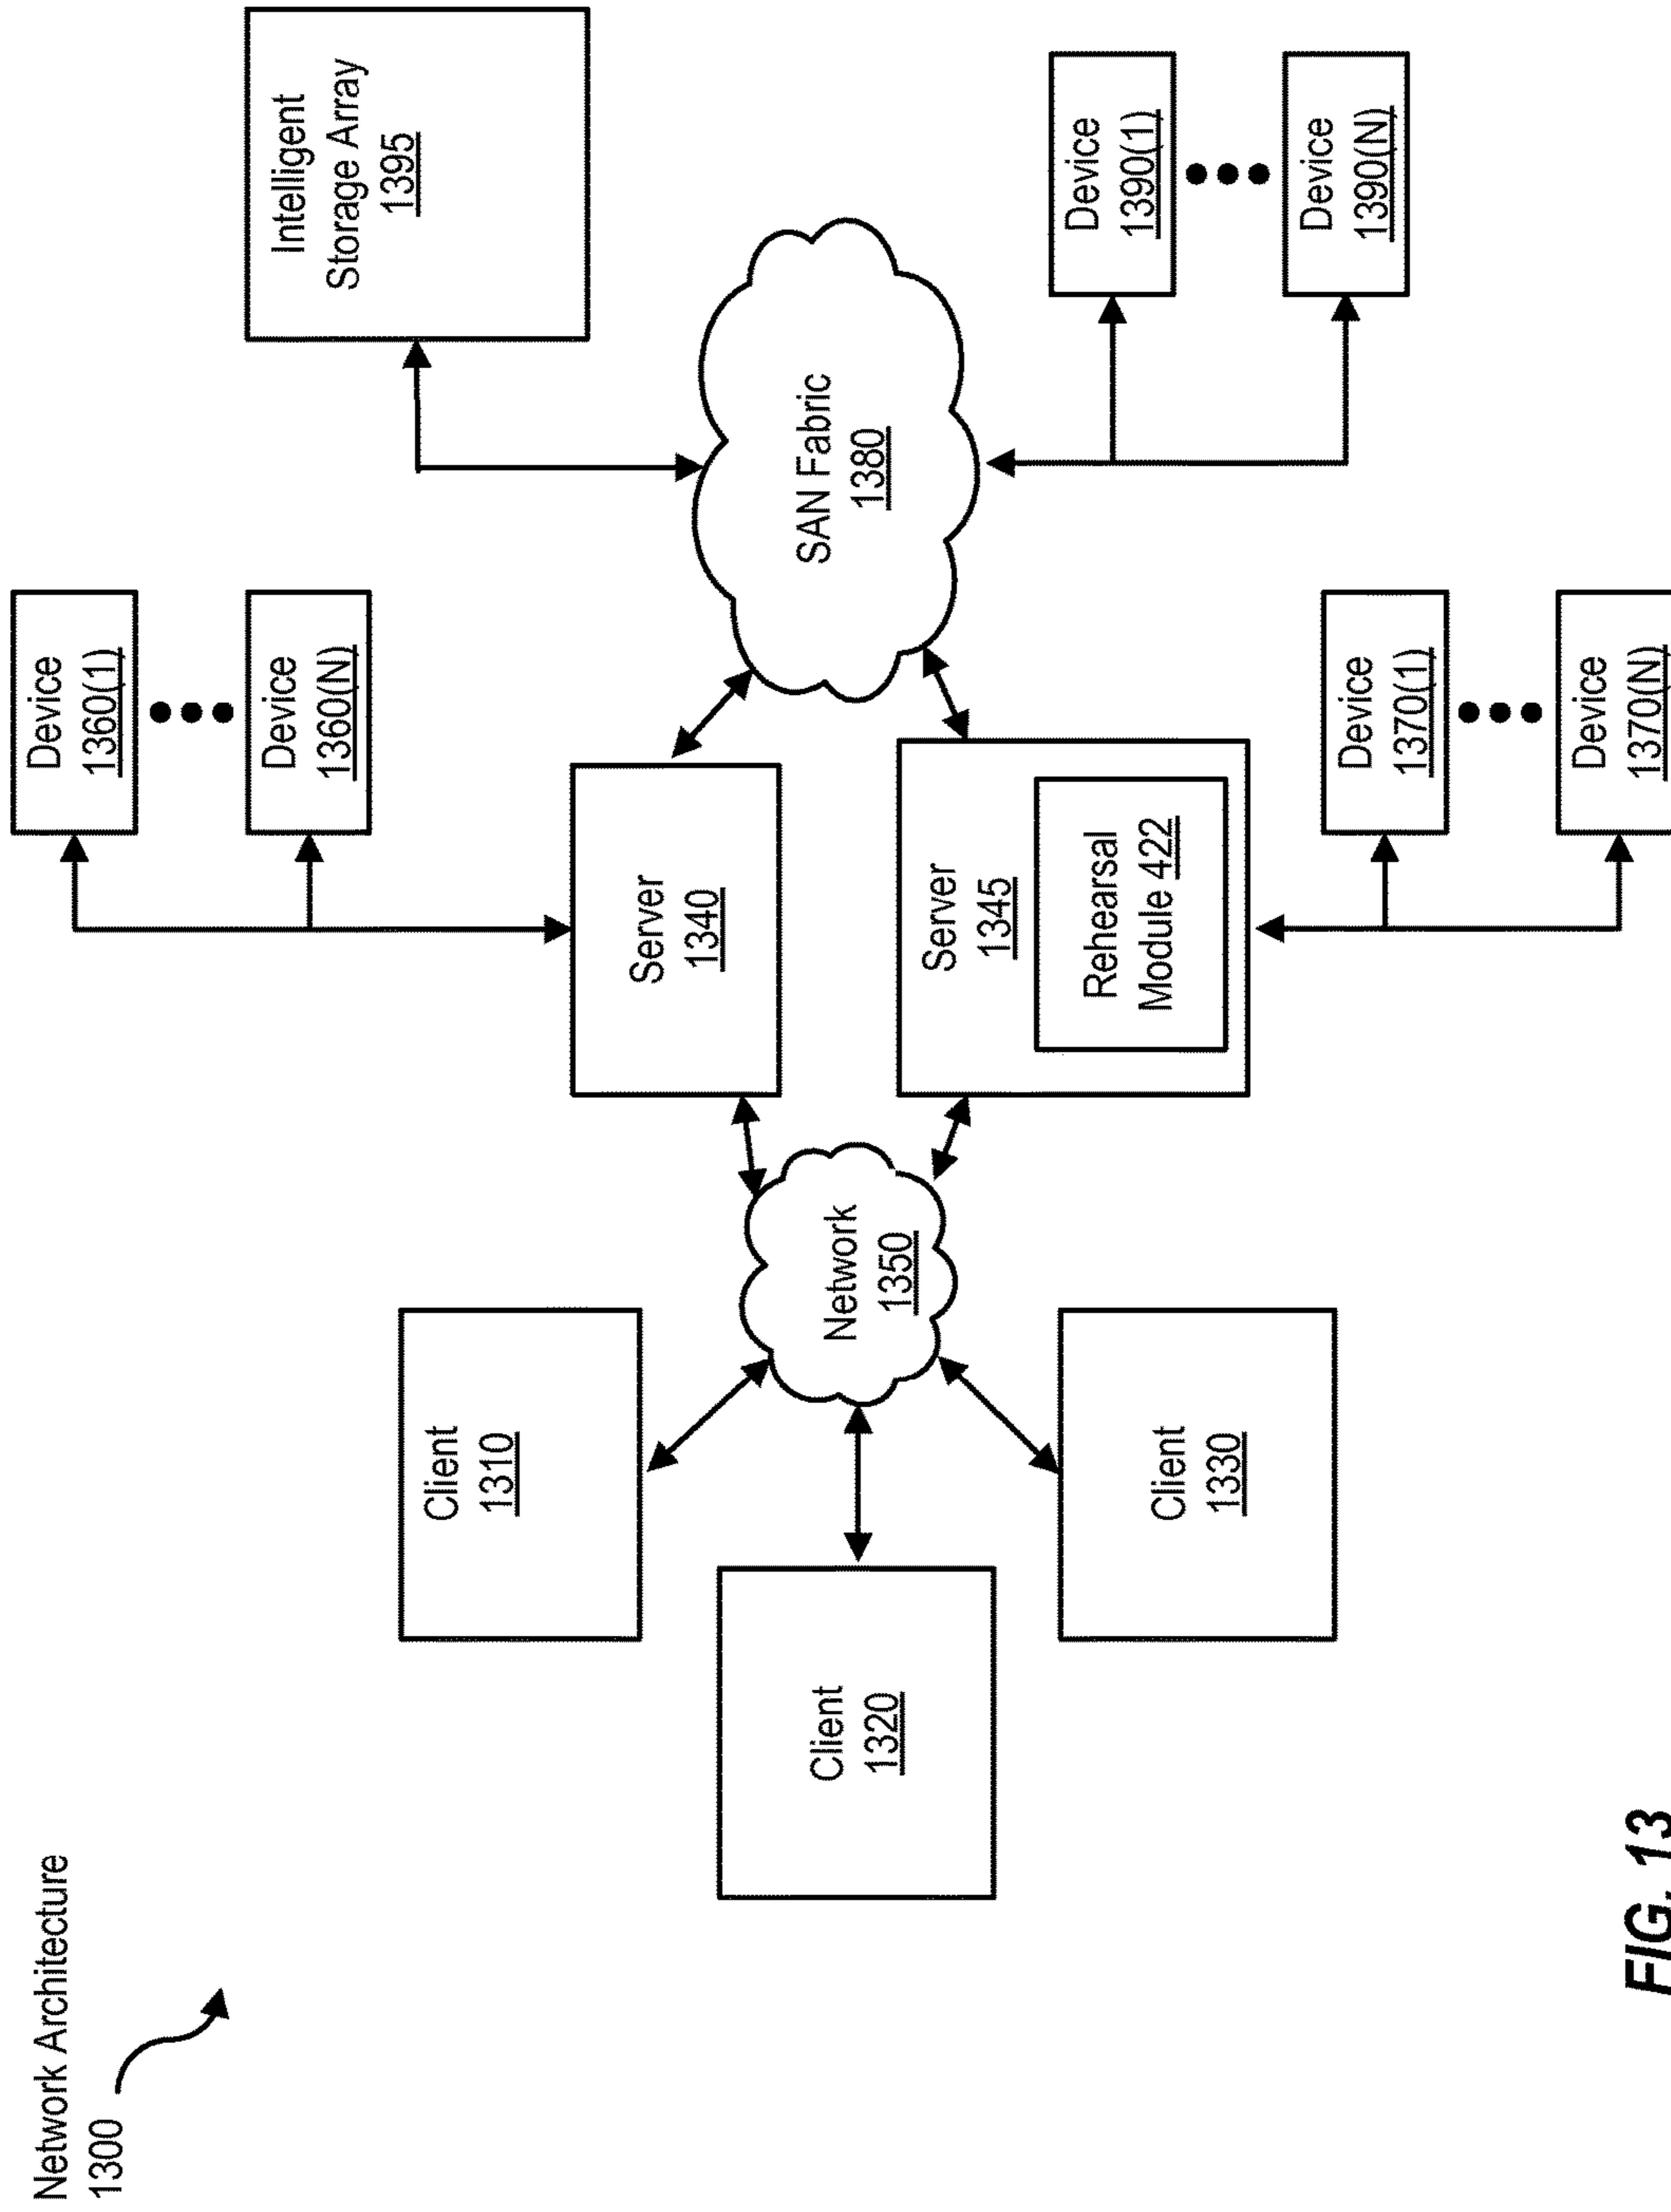 Network Architecture
1300
Client
1310
Client
1320
Client
1330
Network
1350
Server
1340
Server
1345
Rehearsal
Module 422
Device
1360(1)
Device
1360(N)
Device
1370(1)
Device
1370(N)
SAN Fabric
1380
Intelligent
Storage Array
1395
Device
1390(1)
Device
1390(N)
FIG. 13